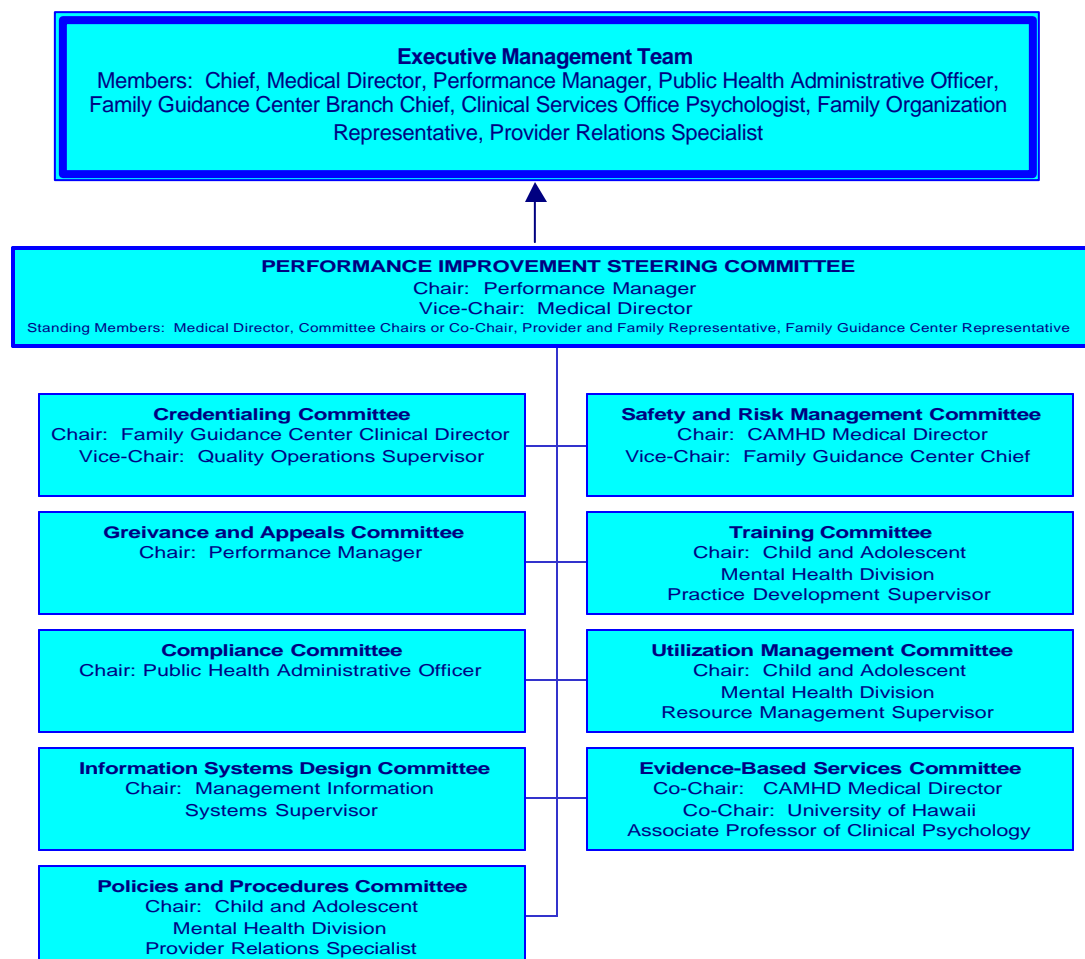 Executive Management Team
Members: Chief, Medical Director, Performance Manager, Public Health Administrative Officer,
Family Guidance Center Branch Chief, Clinical Services Office Psychologist, Family Organization
Representative, Provider Relations Specialist
PERFORMANCE IMPROVEMENT STEERING COMMITTEE
Chair: Performance Manager
Vice-Chair: Medical Director
Standing Members: Medical Director, Committee Chairs or Co-Chair, Provider and Family Representative, Family Guidance Center Representative
Credentialing Committee
Chair: Family Guidance Center Clinical Director
Vice-Chair: Quality Operations Supervisor
Safety and Risk Management Committee
Chair: CAMHD Medical Director
Vice-Chair: Family Guidance Center Chief
Greivance and Appeals Committee
Chair: Performance Manager
Training Committee
Chair: Child and Adolescent
Mental Health Division
Practice Development Supervisor
Compliance Committee
Chair: Public Health Administrative Officer
Utilization Management Committee
Chair: Child and Adolescent
Mental Health Division
Resource Management Supervisor
Information Systems Design Committee
Chair: Management Information
Systems Supervisor
Evidence-Based Services Committee
Co-Chair: CAMHD Medical Director
Co-Chair: University of Hawaii
Associate Professor of Clinical Psychology
Policies and Procedures Committee
Chair: Child and Adolescent
Mental Health Division
Provider Relations Specialist